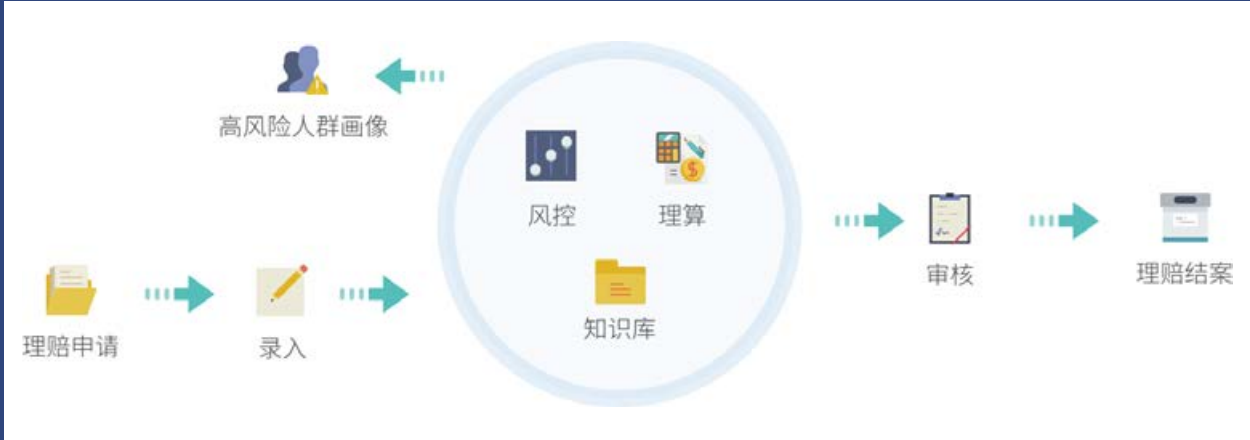 高风险人群画像
风控
理算
知识库
理赔申请
录入
审核
理赔结案